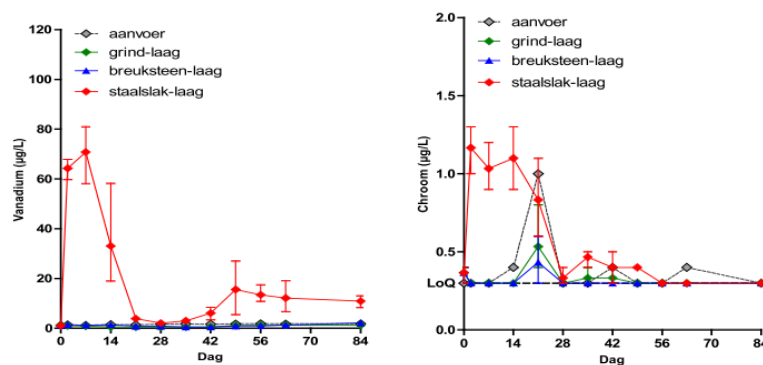 120
100
80
60
40
20
0
Vanadium (µg/L)
aanvoer
grind-laag
breuksteen-laag
staalslak-laag
0 14 28 42 56 70 84
Dag
2.0
1.5
1.0
0.5
LoQ
0.0
Chroom (µg/L)
aanvoer
grind-laag
breuksteen-laag
staalslak-laag
0 14 28 42 56 70 84
Dag